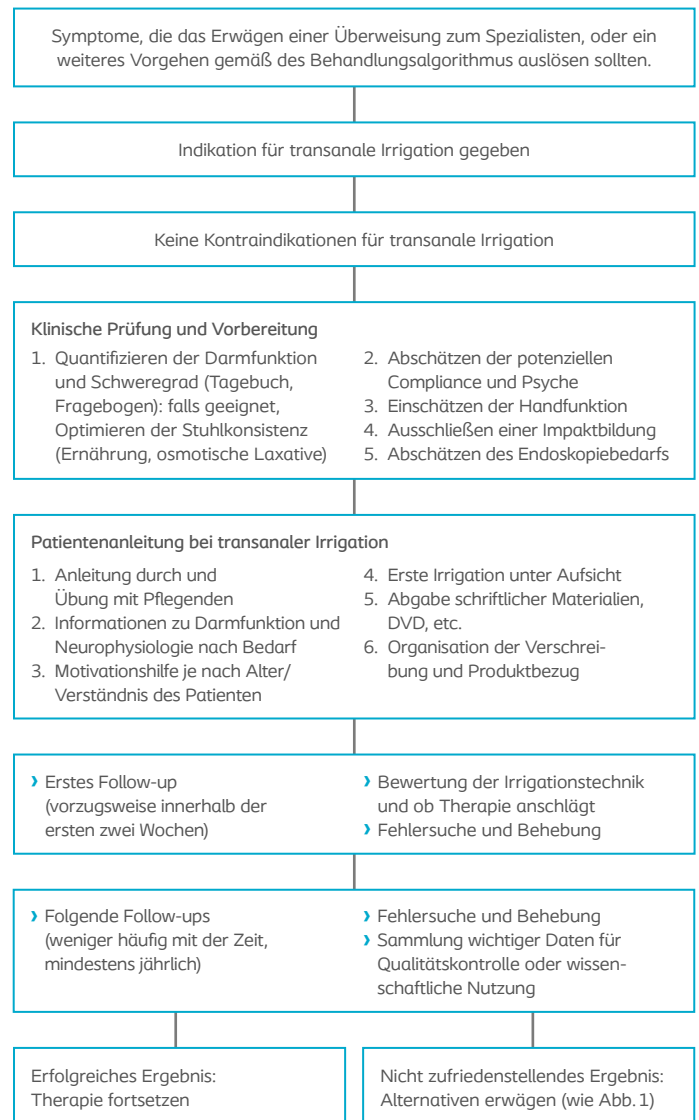 Symptome, die das Erwägen einer Überweisung zum Spezialisten, oder ein
weiteres Vorgehen gemäß des Behandlungsalgorithmus auslösen sollten.
Indikation für transanale Irrigation gegeben
Keine Kontraindikationen für transanale Irrigation
Klinische Prüfung und Vorbereitung
1. Quantifizieren der Darmfunktion
und Schweregrad (Tagebuch,
Fragebogen): falls geeignet,
Optimieren der Stuhlkonsistenz
(Ernährung, osmotische Laxative)
2. Abschätzen der potenziellen
Compliance und Psyche
3. Einschätzen der Handfunktion
4. Ausschließen einer Impaktbildung
5. Abschätzen des Endoskopiebedarfs
Patientenanleitung bei transanaler Irrigation
1. Anleitung durch und
Übung mit Pflegenden
2. Informationen zu Darmfunktion und
Neurophysiologie nach Bedarf
3. Motivationshilfe je nach Alter/
Verständnis des Patienten
4. Erste Irrigation unter Aufsicht
5. Abgabe schriftlicher Materialien,
DVD, etc.
6. Organisation der Verschrei-
bung und Produktbezug
› Erstes Follow-up
(vorzugsweise innerhalb der
ersten zwei Wochen)
› Bewertung der Irrigationstechnik
und ob Therapie anschlägt
› Fehlersuche und Behebung
› Folgende Follow-ups
(weniger häufig mit der Zeit,
mindestens jährlich)
› Fehlersuche und Behebung
› Sammlung wichtiger Daten für
Qualitätskontrolle oder wissen-
schaftliche Nutzung
Erfolgreiches Ergebnis:
Therapie fortsetzen
Nicht zufriedenstellendes Ergebnis:
Alternativen erwägen (wie Abb. 1)